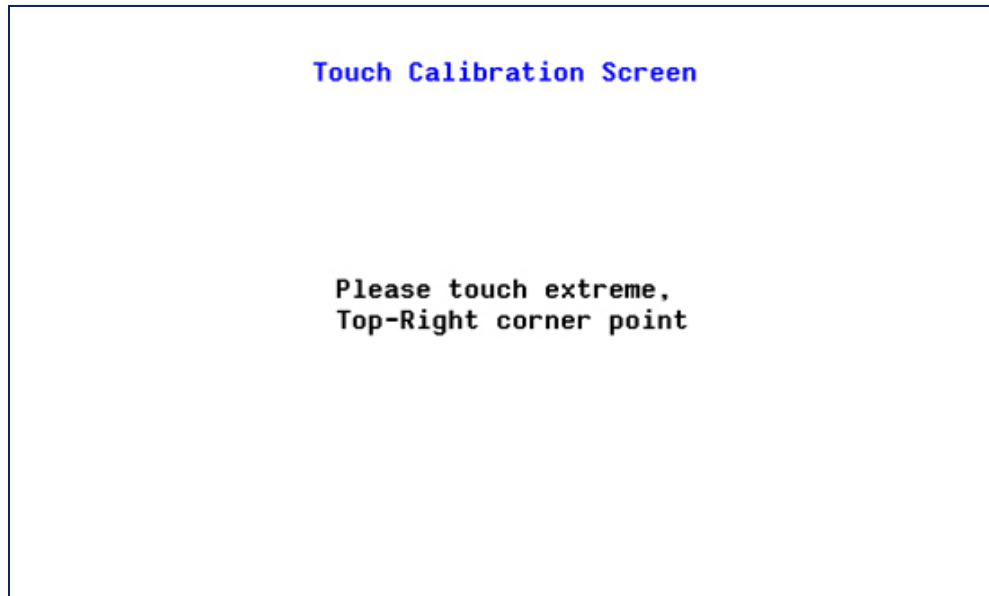 Touch Calibration Screen
Please touch extreme,
Top-Right corner point